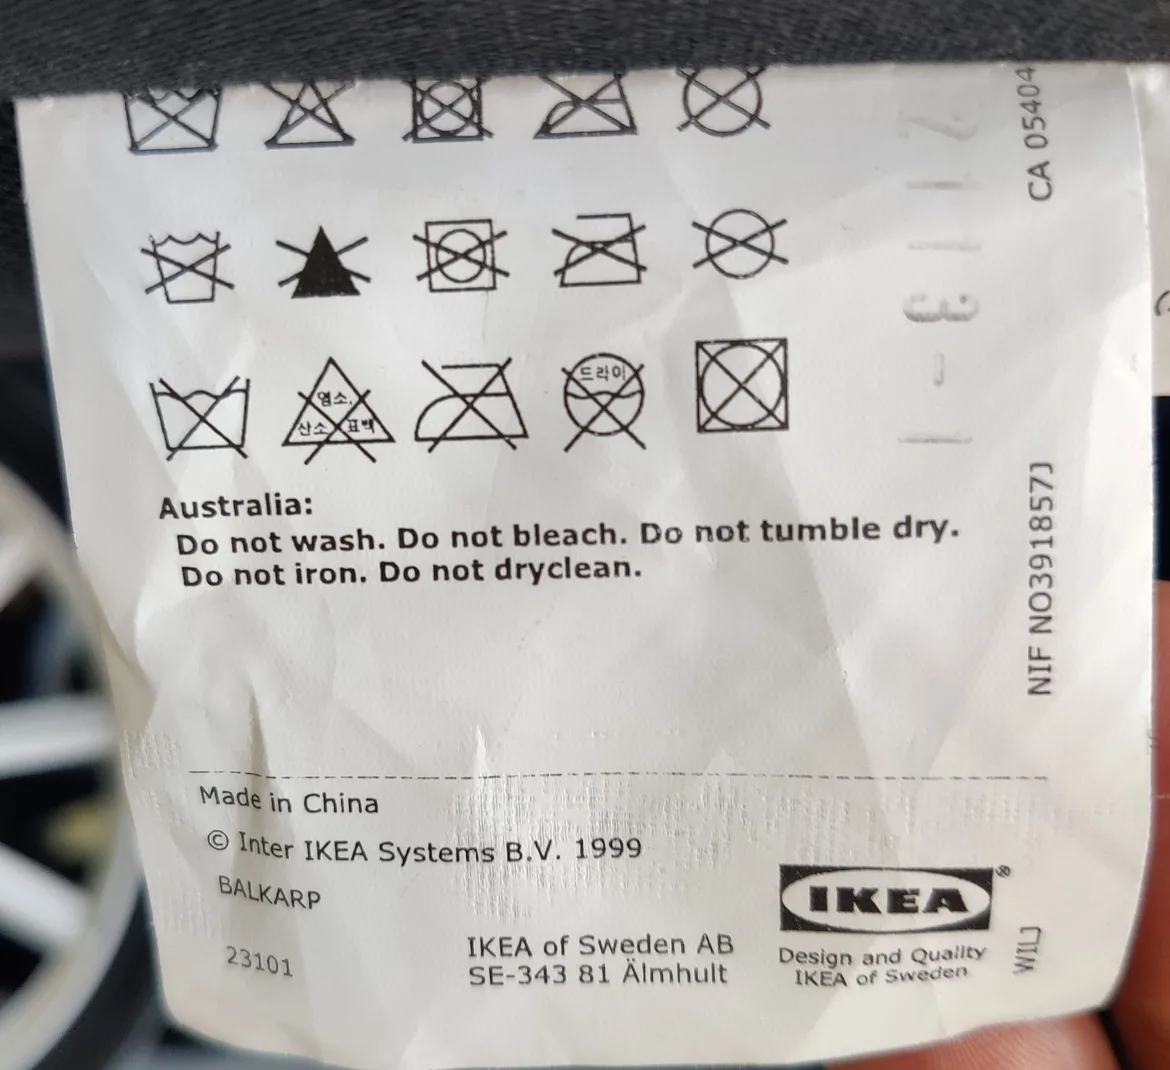 CA 05404
염소,
산소 표백
드라이
Australia:
Do not wash. Do not bleach. Do not tumble dry.
Do not iron. Do not dryclean.
NIF NO391857J
Made in China
© Inter IKEA Systems B.V. 1999
BALKARP
23101
IKEA of Sweden AB
SE-343 81 Älmhult
IKEA®
Design and Quality
IKEA of Sweden
WILJ